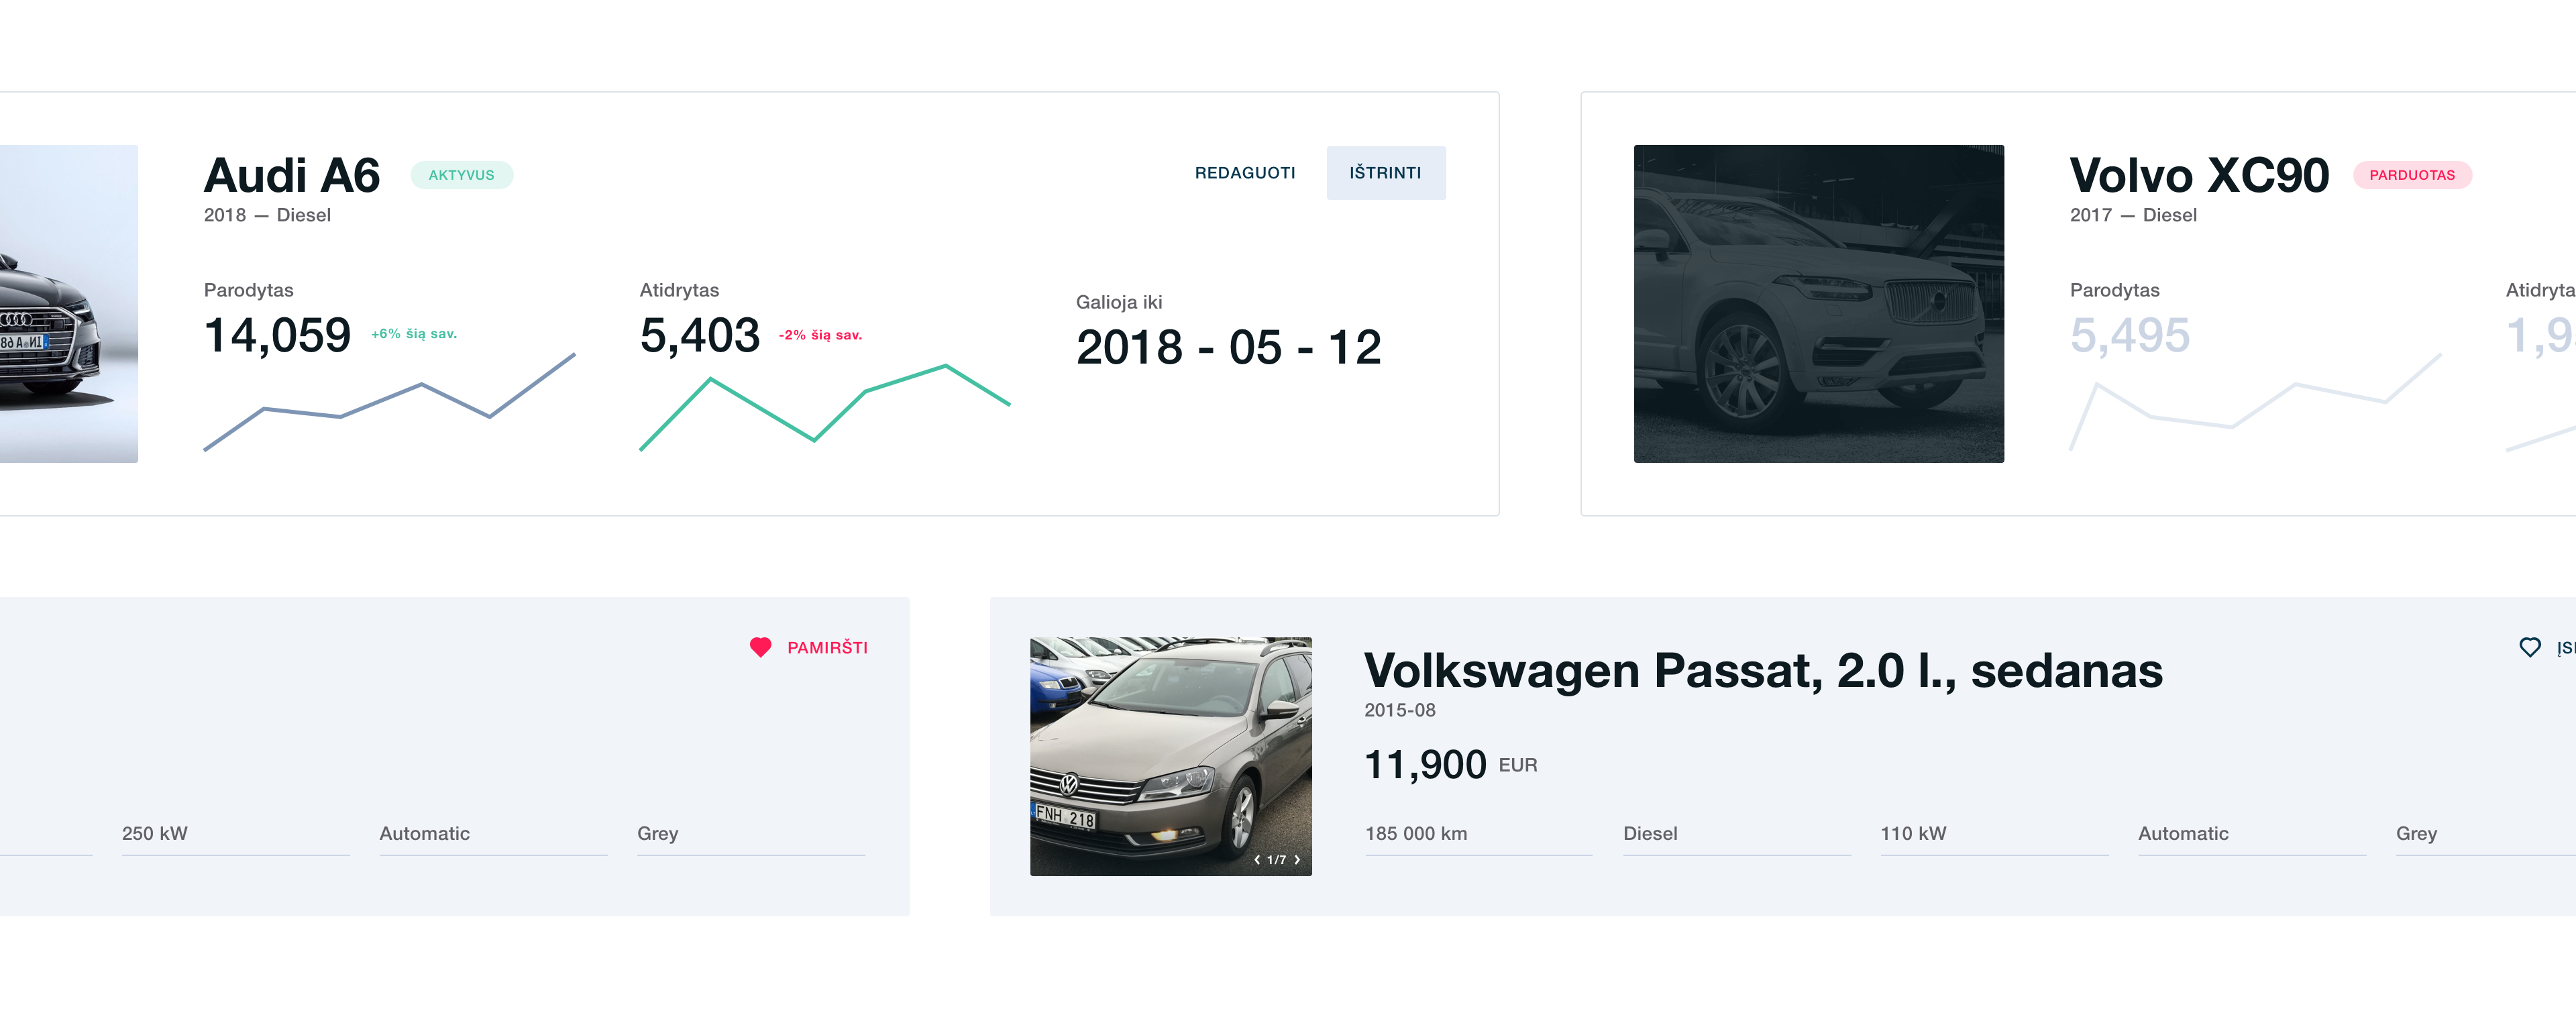 Audi A6
AKTYVUS
REDAGUOTI
IŠTRINTI
2018 — Diesel
Parodytas
14,059
+6% šią sav.
Atidrytas
5,403
-2% šią sav.
Galioja iki
2018 - 05 - 12
Volvo XC90
PARDUOTAS
2017 — Diesel
Parodytas
5,495
Atidryta
1,9
PAMIRŠTI
250 kW
Automatic
Grey
Volkswagen Passat, 2.0 l., sedanas
2015-08
11,900 EUR
185 000 km
Diesel
110 kW
Automatic
Grey
FNH 218
1/7